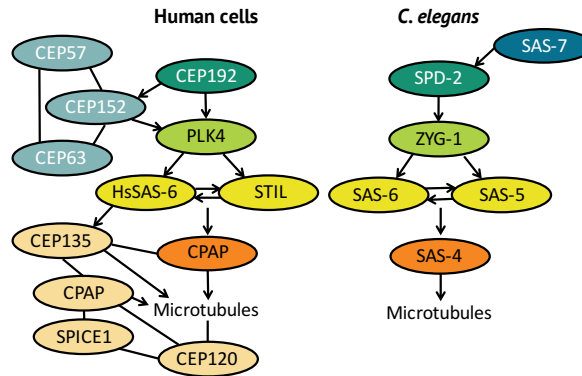 Human cells
CEP57
CEP192
CEP152
PLK4
CEP63
HsSAS-6
STIL
CEP135
CPAP
CPAP
Microtubules
SPICE1
CEP120
C. elegans
SAS-7
SPD-2
ZYG-1
SAS-6
SAS-5
SAS-4
Microtubules